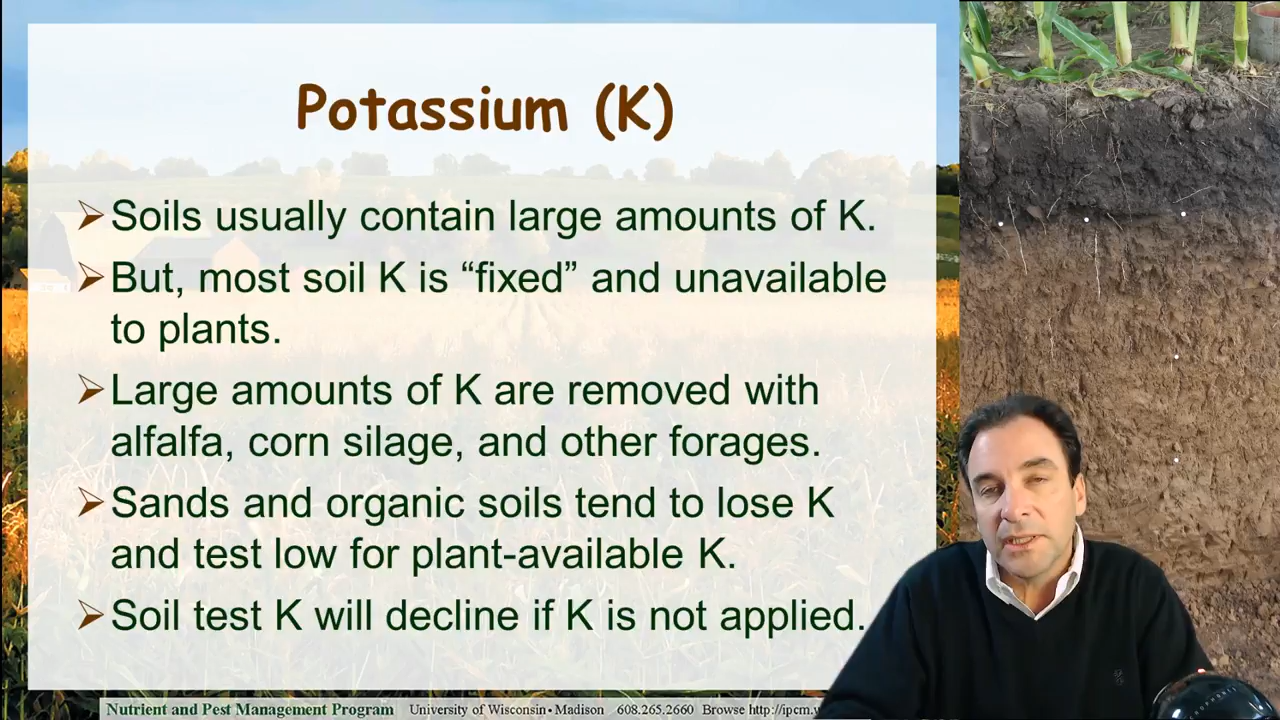 Potassium (K)
Soils usually contain large amounts of K.
But, most soil K is “fixed” and unavailable
to plants.
Large amounts of K are removed with
alfalfa, corn silage, and other forages.
Sands and organic soils tend to lose K
and test low for plant-available K.
Soil test K will decline if K is not applied.
Nutrient and Pest Management Program University of Wisconsin•Madison 608.265.2660 Browse http://ipcm.w